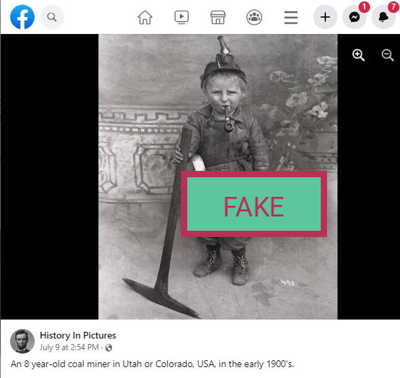 1
7
FAKE
History In Pictures
July 9 at 2:54 PM ·
An 8 year-old coal miner in Utah or Colorado, USA, in the early 1900's.